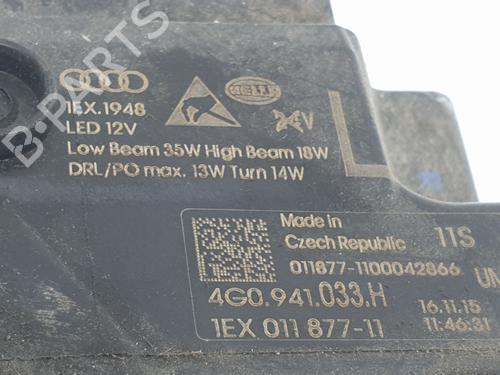 1EX.1948
HELLA
LED 12V
24V
Low Beam 35W High Beam 18W
DRL/PO max. 13W Turn 14W
L
Made in
Czech Republic
11S
011877-1100042866
4G0.941.033.H
16.11.15
1EX 011 877-11
11:46:31
B-Parts